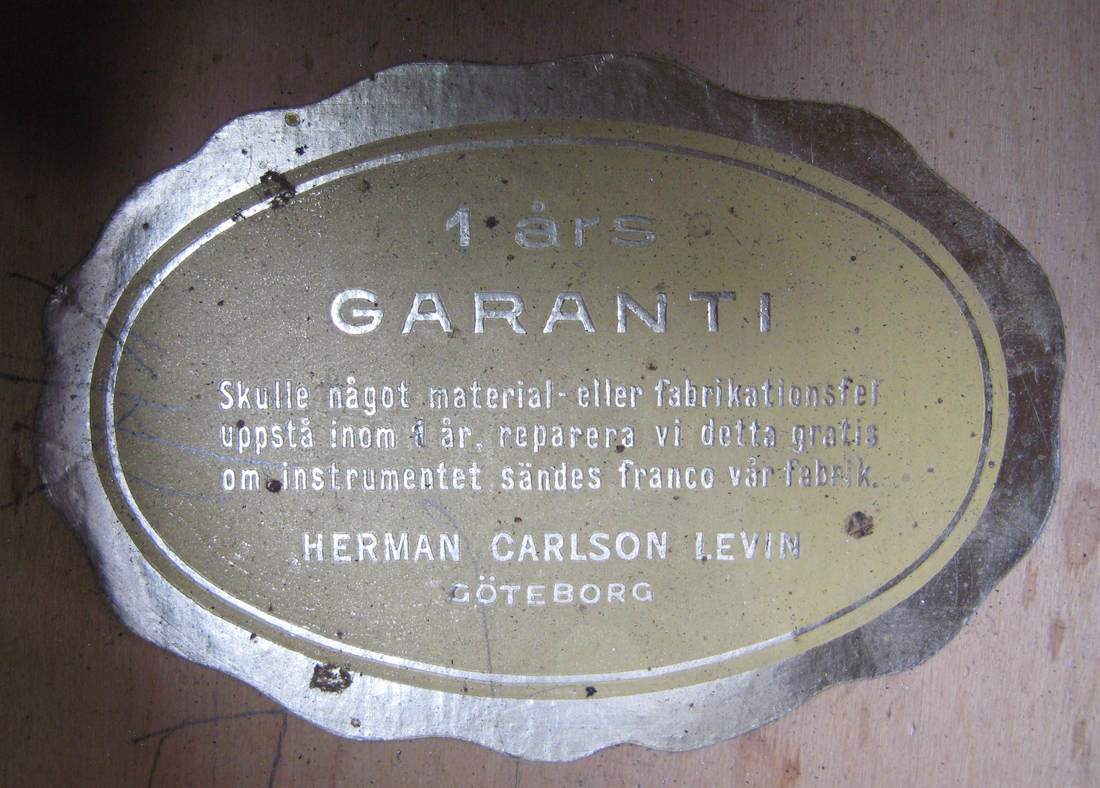 1 års
GARANTI
Skulle något material- eller fabrikationsfel
uppstå inom 1 år, reparera vi detta gratis
om instrumentet sändes franco vår fabrik.
HERMAN CARLSON LEVIN
GÖTEBORG